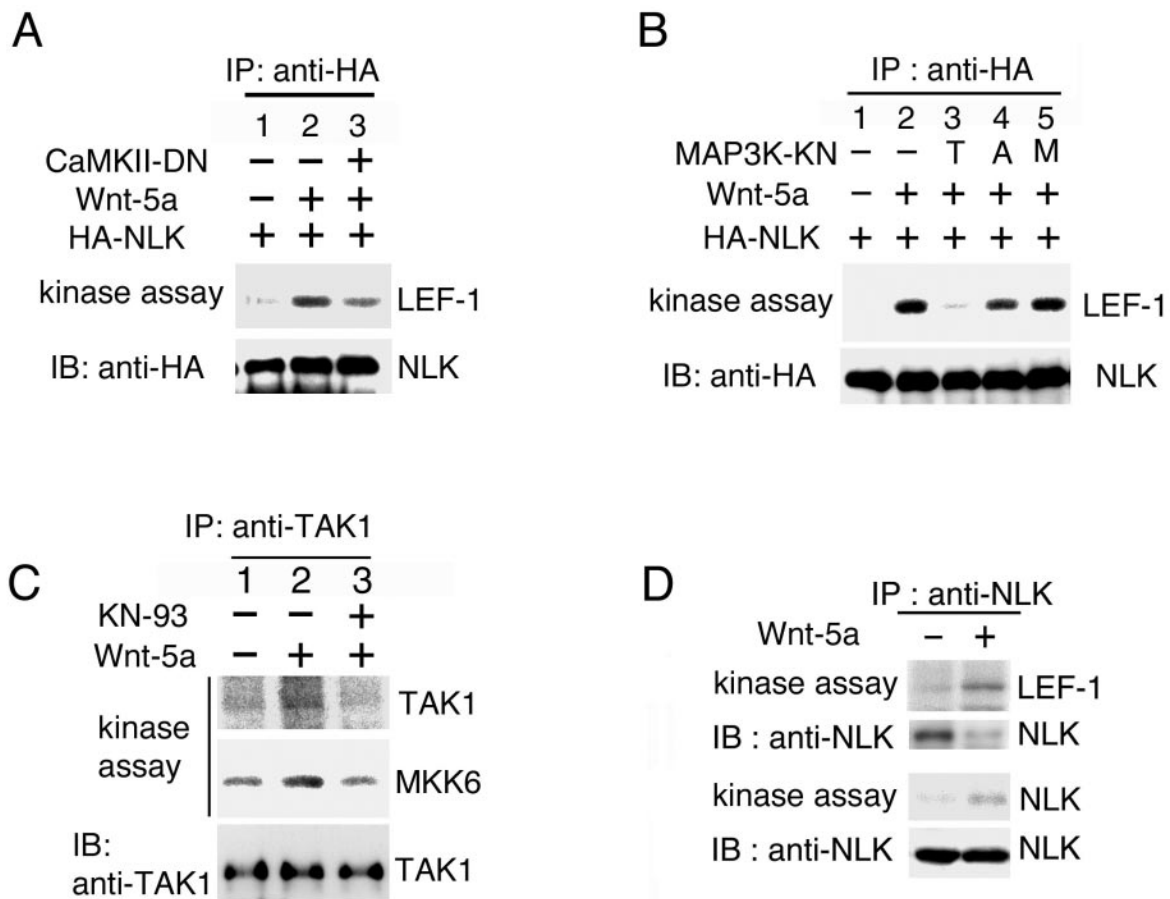 A
IP: anti-HA
1 2 3
CaMKII-DN − − +
Wnt-5a − + +
HA-NLK + + +
kinase assay LEF-1
IB: anti-HA NLK
B
IP : anti-HA
1 2 3 4 5
MAP3K-KN − − T A M
Wnt-5a − + + + +
HA-NLK + + + + +
kinase assay LEF-1
IB: anti-HA NLK
C
IP: anti-TAK1
1 2 3
KN-93 − − +
Wnt-5a − + +
kinase
assay
TAK1
MKK6
IB:
anti-TAK1
TAK1
D
IP : anti-NLK
Wnt-5a − +
kinase assay LEF-1
IB : anti-NLK NLK
kinase assay NLK
IB : anti-NLK NLK